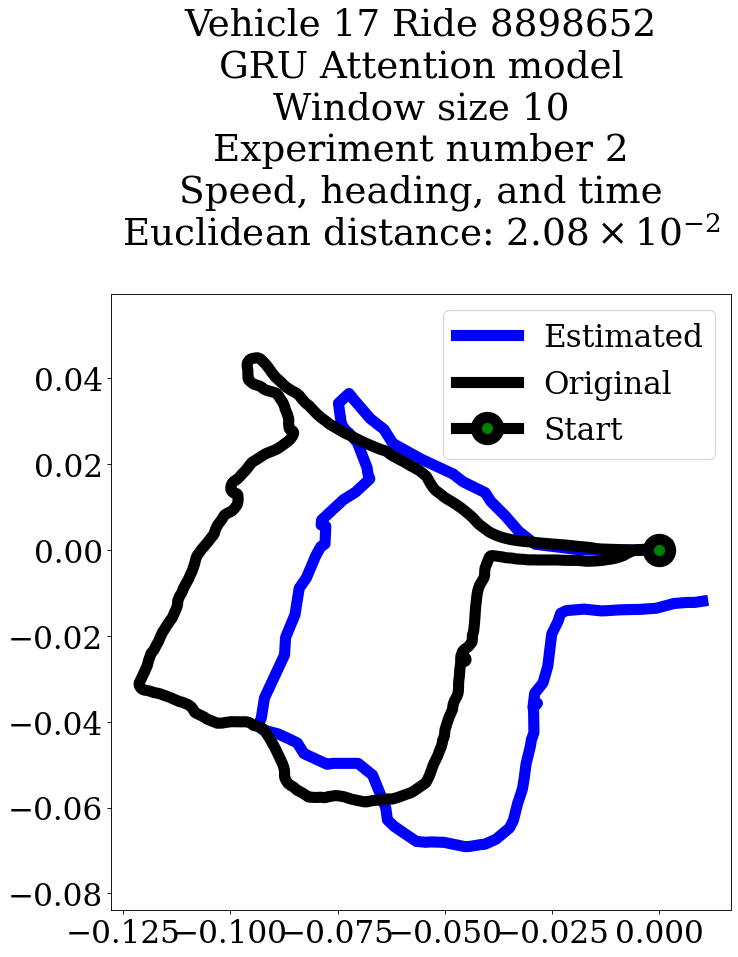 Vehicle 17 Ride 8898652
GRU Attention model
Window size 10
Experiment number 2
Speed, heading, and time
Euclidean distance: 2.08 × 10⁻²
Estimated
Original
Start
0.04
0.02
0.00
−0.02
−0.04
−0.06
−0.08
−0.125 −0.100 −0.075 −0.050 −0.025 0.000